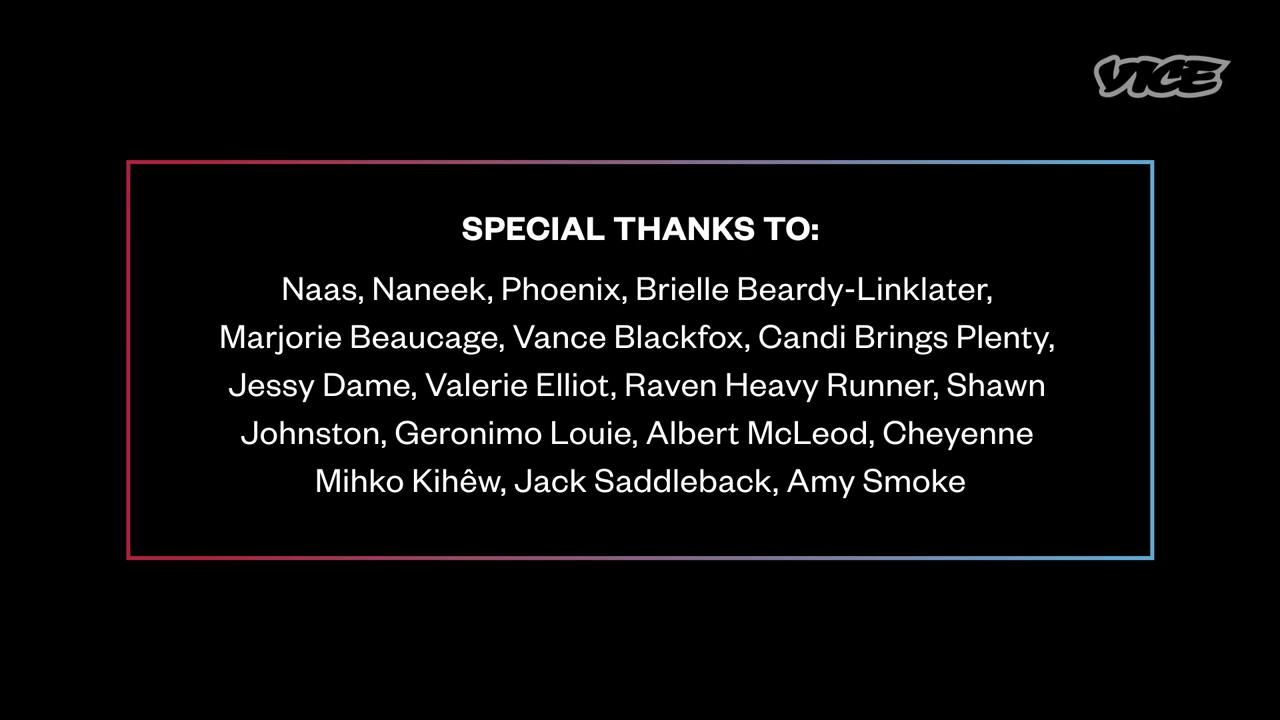 VICE
SPECIAL THANKS TO:
Naas, Naneek, Phoenix, Brielle Beardy-Linklater,
Marjorie Beaucage, Vance Blackfox, Candi Brings Plenty,
Jessy Dame, Valerie Elliot, Raven Heavy Runner, Shawn
Johnston, Geronimo Louie, Albert McLeod, Cheyenne
Mihko Kihêw, Jack Saddleback, Amy Smoke